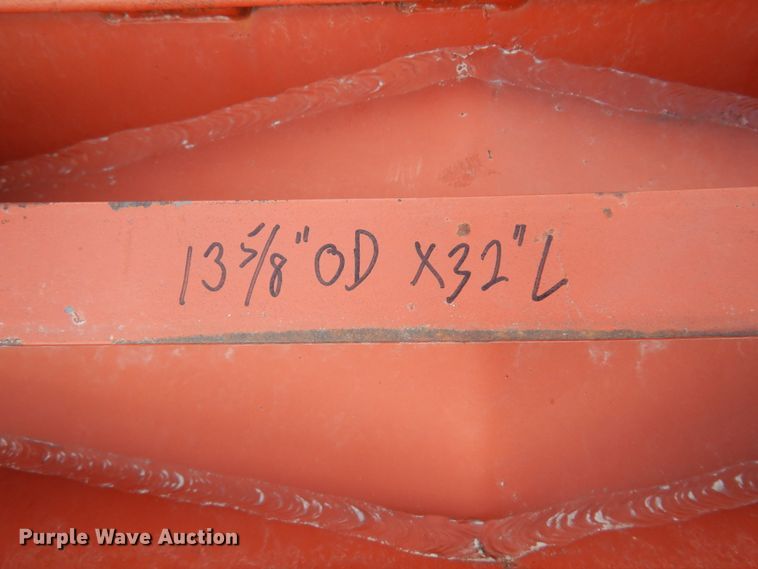 13 5/8" OD X32" L
Purple Wave Auction